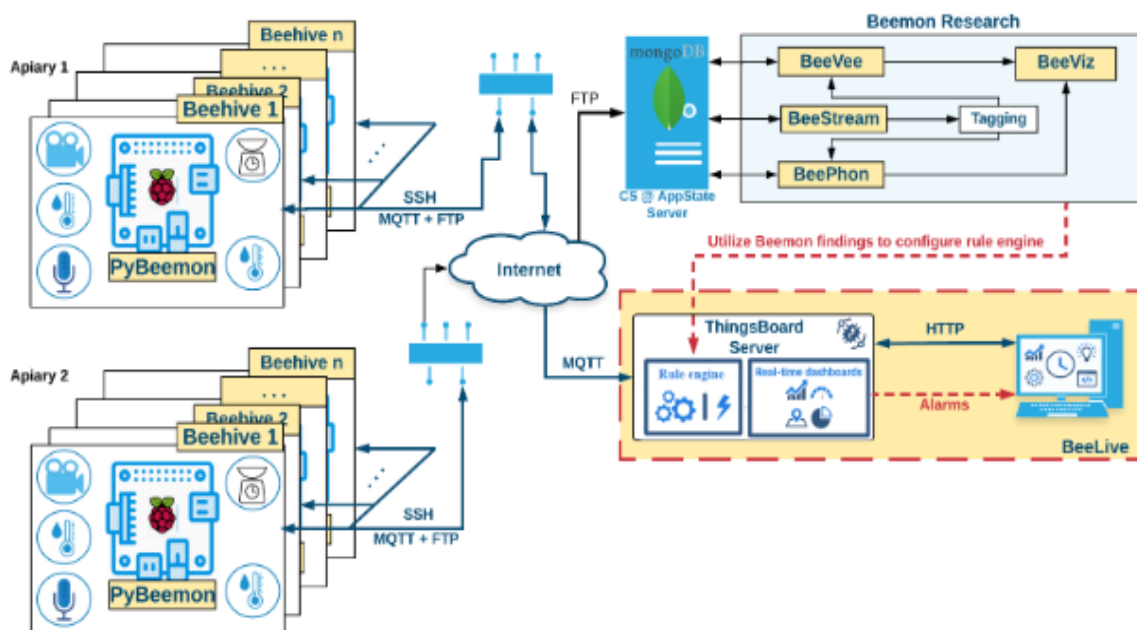 Apiary 1
Beehive n
...
Beehive 2
Beehive 1
PyBeemon
SSH
MQTT + FTP
...
Apiary 2
Beehive n
...
Beehive 2
Beehive 1
PyBeemon
SSH
MQTT + FTP
...
Internet
FTP
MQTT
mongoDB
CS @ AppState
Server
Beemon Research
BeeVee
BeeViz
BeeStream
Tagging
BeePhon
Utilize Beemon findings to configure rule engine
ThingsBoard
Server
Rule engine
Real-time dashboards
HTTP
Alarms
BeeLive